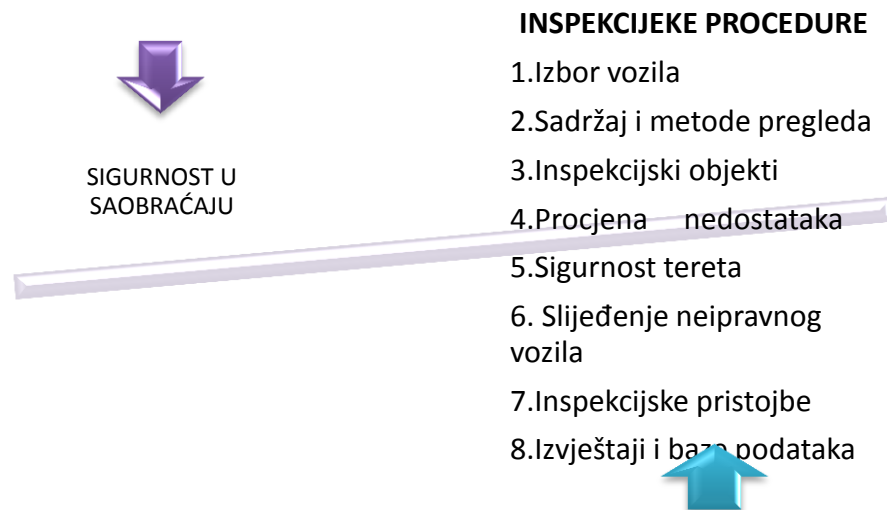 SIGURNOST U
SAOBRAĆAJU
INSPEKCIJEKE PROCEDURE
1.Izbor vozila
2.Sadržaj i metode pregleda
3.Inspekcijski objekti
4.Procjena nedostataka
5.Sigurnost tereta
6. Slijeđenje neipravnog
vozila
7.Inspekcijske pristojbe
8.Izvještaji i baze podataka